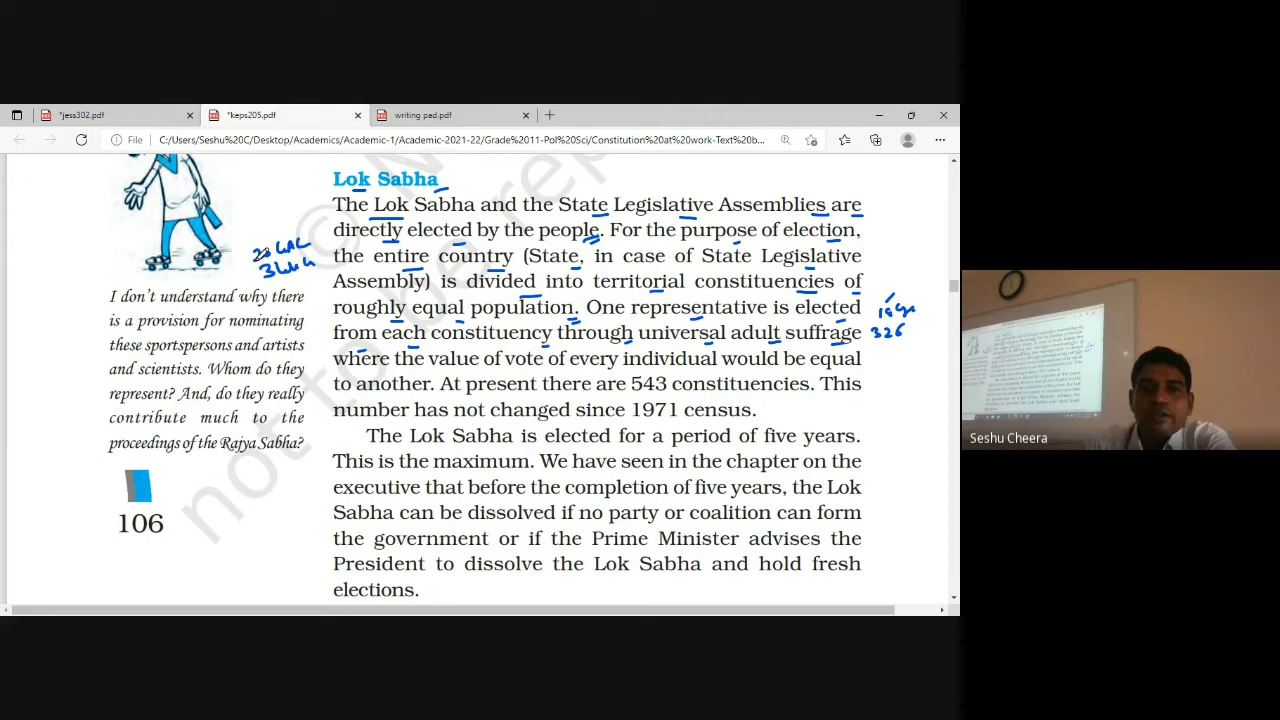 *jess302.pdf
*keps205.pdf
writing pad.pdf
File
C:/Users/Seshu%20C/Desktop/Academics/Academic-1/Academic-2021-22/Grade%2011-Pol%20Sci/Constitution%20at%20work-Text%20b...
Lok Sabha
The Lok Sabha and the State Legislative Assemblies are
directly elected by the people. For the purpose of election,
the entire country (State, in case of State Legislative
Assembly) is divided into territorial constituencies of
roughly equal population. One representative is elected
from each constituency through universal adult suffrage
where the value of vote of every individual would be equal
to another. At present there are 543 constituencies. This
number has not changed since 1971 census.
The Lok Sabha is elected for a period of five years.
This is the maximum. We have seen in the chapter on the
executive that before the completion of five years, the Lok
Sabha can be dissolved if no party or coalition can form
the government or if the Prime Minister advises the
President to dissolve the Lok Sabha and hold fresh
elections.
326
I don't understand why there
is a provision for nominating
these sportspersons and artists
and scientists. Whom do they
represent? And, do they really
contribute much to the
proceedings of the Rajya Sabha?
106
not to be rep
© N
Seshu Cheera